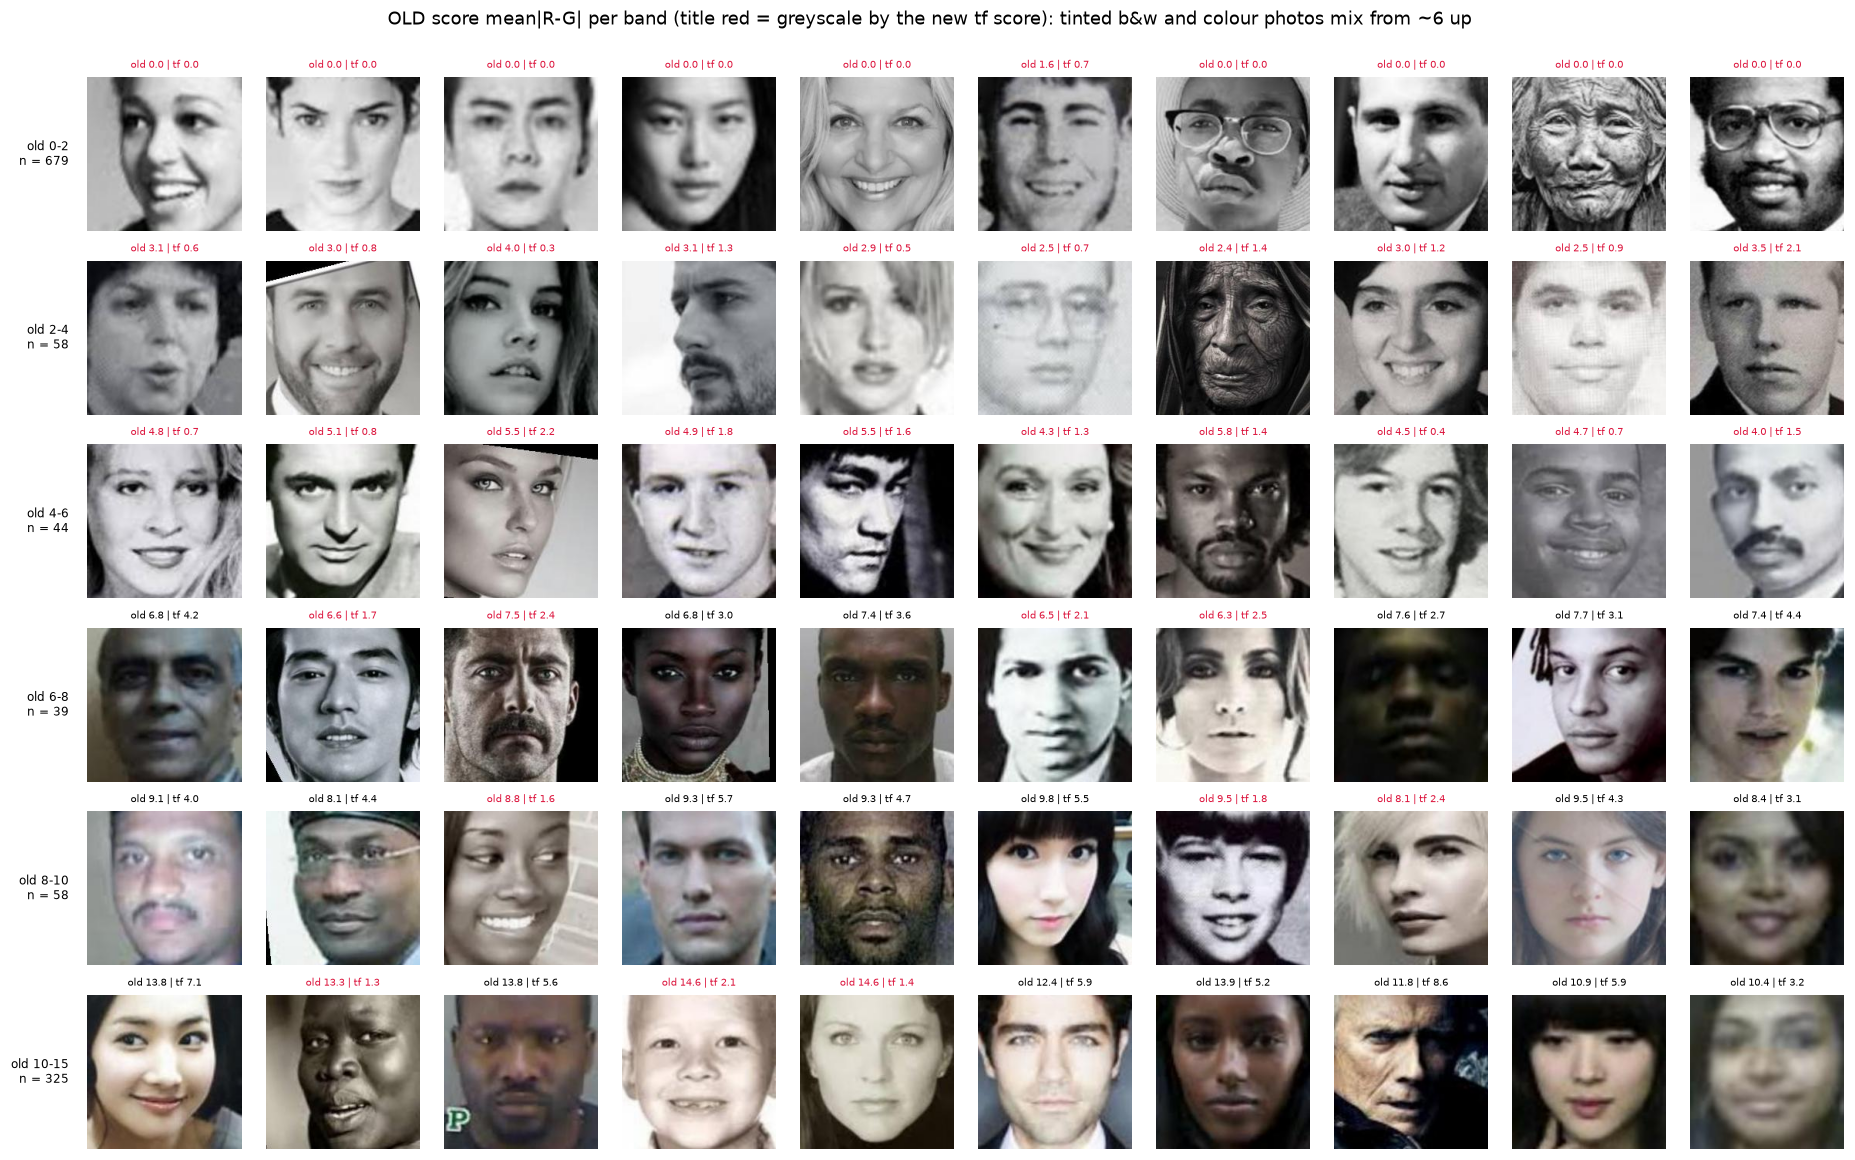 OLD score mean|R-G| per band (title red = greyscale by the new tf score): tinted b&w and colour photos mix from ~6 up
old 0.0 | tf 0.0 old 0.0 | tf 0.0 old 0.0 | tf 0.0 old 0.0 | tf 0.0 old 0.0 | tf 0.0 old 1.6 | tf 0.7 old 0.0 | tf 0.0 old 0.0 | tf 0.0 old 0.0 | tf 0.0 old 0.0 | tf 0.0
old 0-2
n = 679
old 3.1 | tf 0.6 old 3.0 | tf 0.8 old 4.0 | tf 0.3 old 3.1 | tf 1.3 old 2.9 | tf 0.5 old 2.5 | tf 0.7 old 2.4 | tf 1.4 old 3.0 | tf 1.2 old 2.5 | tf 0.9 old 3.5 | tf 2.1
old 2-4
n = 58
old 4.8 | tf 0.7 old 5.1 | tf 0.8 old 5.5 | tf 2.2 old 4.9 | tf 1.8 old 5.5 | tf 1.6 old 4.3 | tf 1.3 old 5.8 | tf 1.4 old 4.5 | tf 0.4 old 4.7 | tf 0.7 old 4.0 | tf 1.5
old 4-6
n = 44
old 6.8 | tf 4.2 old 6.6 | tf 1.7 old 7.5 | tf 2.4 old 6.8 | tf 3.0 old 7.4 | tf 3.6 old 6.5 | tf 2.1 old 6.3 | tf 2.5 old 7.6 | tf 2.7 old 7.7 | tf 3.1 old 7.4 | tf 4.4
old 6-8
n = 39
old 9.1 | tf 4.0 old 8.1 | tf 4.4 old 8.8 | tf 1.6 old 9.3 | tf 5.7 old 9.3 | tf 4.7 old 9.8 | tf 5.5 old 9.5 | tf 1.8 old 8.1 | tf 2.4 old 9.5 | tf 4.3 old 8.4 | tf 3.1
old 8-10
n = 58
old 13.8 | tf 7.1 old 13.3 | tf 1.3 old 13.8 | tf 5.6 old 14.6 | tf 2.1 old 14.6 | tf 1.4 old 12.4 | tf 5.9 old 13.9 | tf 5.2 old 11.8 | tf 8.6 old 10.9 | tf 5.9 old 10.4 | tf 3.2
old 10-15
n = 325
P